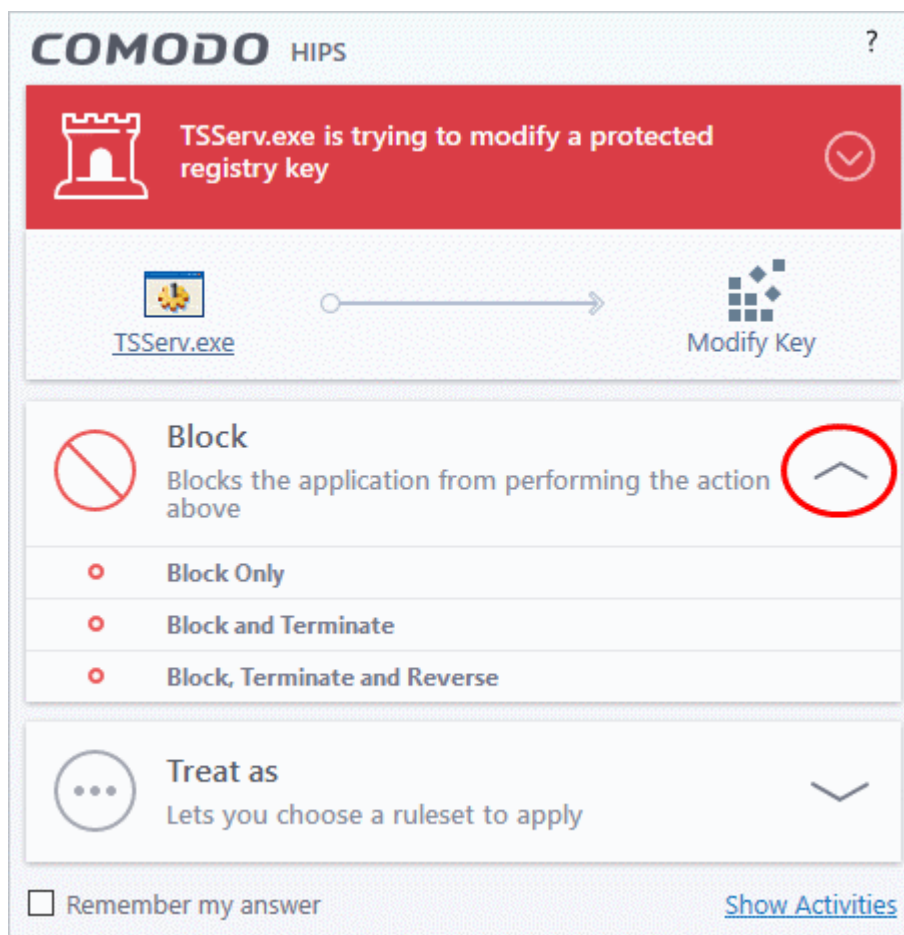 COMODO HIPS ?
TSServ.exe is trying to modify a protected
registry key
TSServ.exe Modify Key
Block
Blocks the application from performing the action
above
Block Only
Block and Terminate
Block, Terminate and Reverse
Treat as
Lets you choose a ruleset to apply
Remember my answer Show Activities